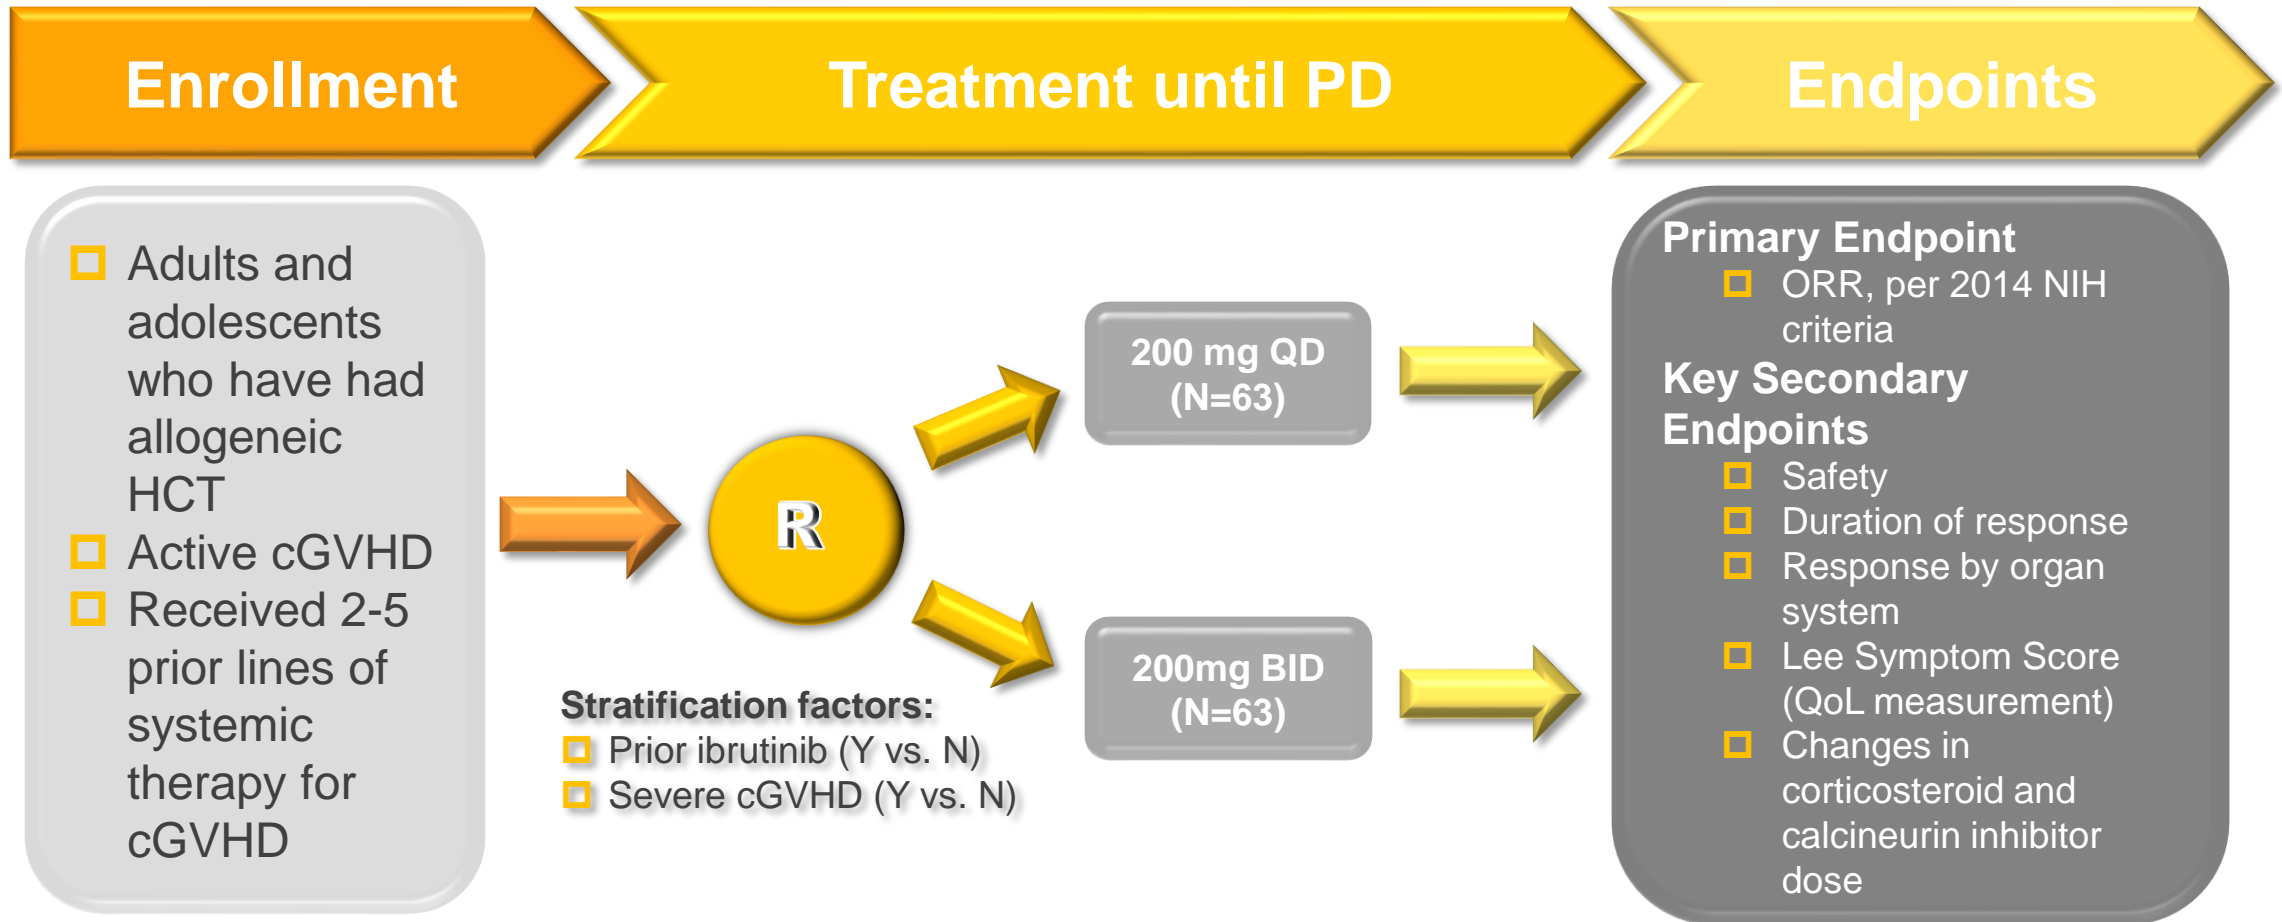 Enrollment
Treatment until PD
Endpoints
Adults and
adolescents
who have had
allogeneic
HCT
Active cGVHD
Received 2-5
prior lines of
systemic
therapy for
cGVHD
R
Stratification factors:
Prior ibrutinib (Y vs. N)
Severe cGVHD (Y vs. N)
200 mg QD
(N=63)
200mg BID
(N=63)
Primary Endpoint
ORR, per 2014 NIH
criteria
Key Secondary
Endpoints
Safety
Duration of response
Response by organ
system
Lee Symptom Score
(QoL measurement)
Changes in
corticosteroid and
calcineurin inhibitor
dose